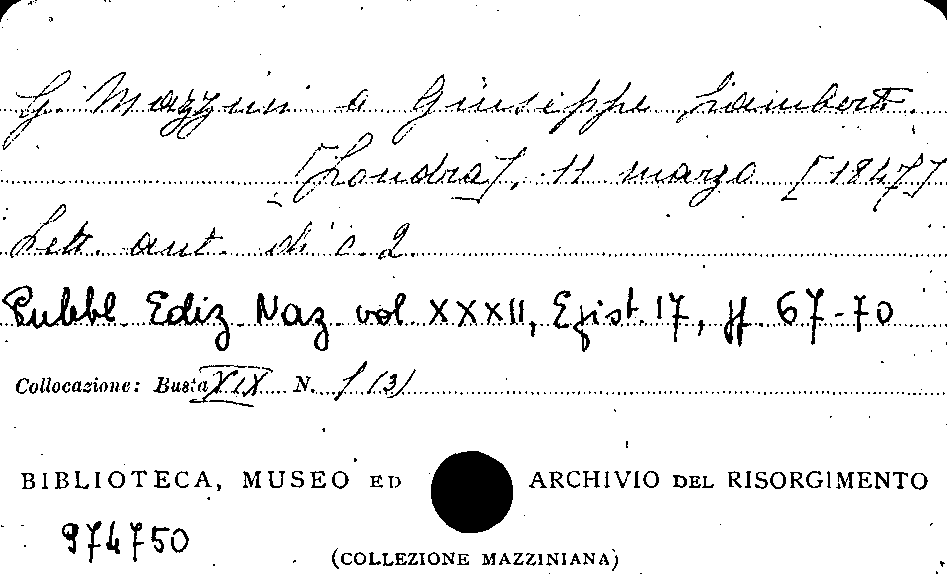 G. Mazzini a Giuseppe Lamberti.
[Londra], 11 marzo [1847]
Lett. aut. di c. 2.
Pubbl. Ediz. Naz. vol. XXXII, Epist. 17, pp. 67-70
Collocazione: Busta XIX N. 1 (3)
BIBLIOTECA, MUSEO ED ARCHIVIO DEL RISORGIMENTO
974750
(COLLEZIONE MAZZINIANA)